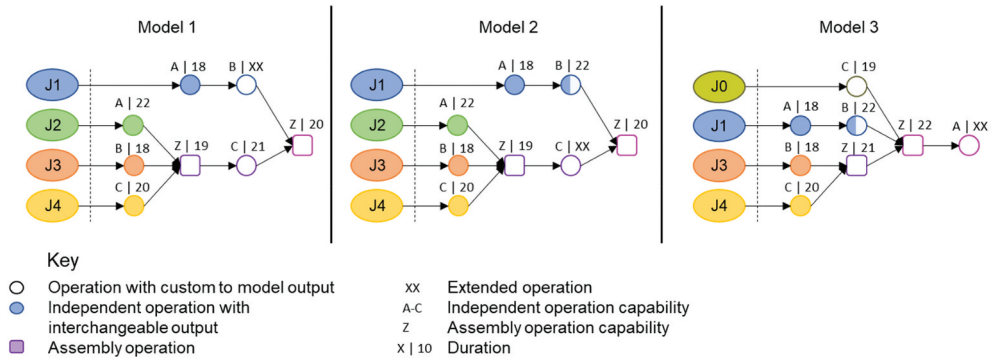 Model 1
Model 2
Model 3
J1
A | 18
B | XX
J2
A | 22
J3
B | 18
Z | 19
C | 21
Z | 20
J4
C | 20
J1
A | 18
B | 22
J2
A | 22
J3
B | 18
Z | 19
C | XX
Z | 20
J4
C | 20
J0
C | 19
J1
A | 18
B | 22
Z | 22
A | XX
J3
B | 18
Z | 21
J4
C | 20
Key
Operation with custom to model output
Independent operation with
interchangeable output
Assembly operation
XX Extended operation
A-C Independent operation capability
Z Assembly operation capability
X | 10 Duration